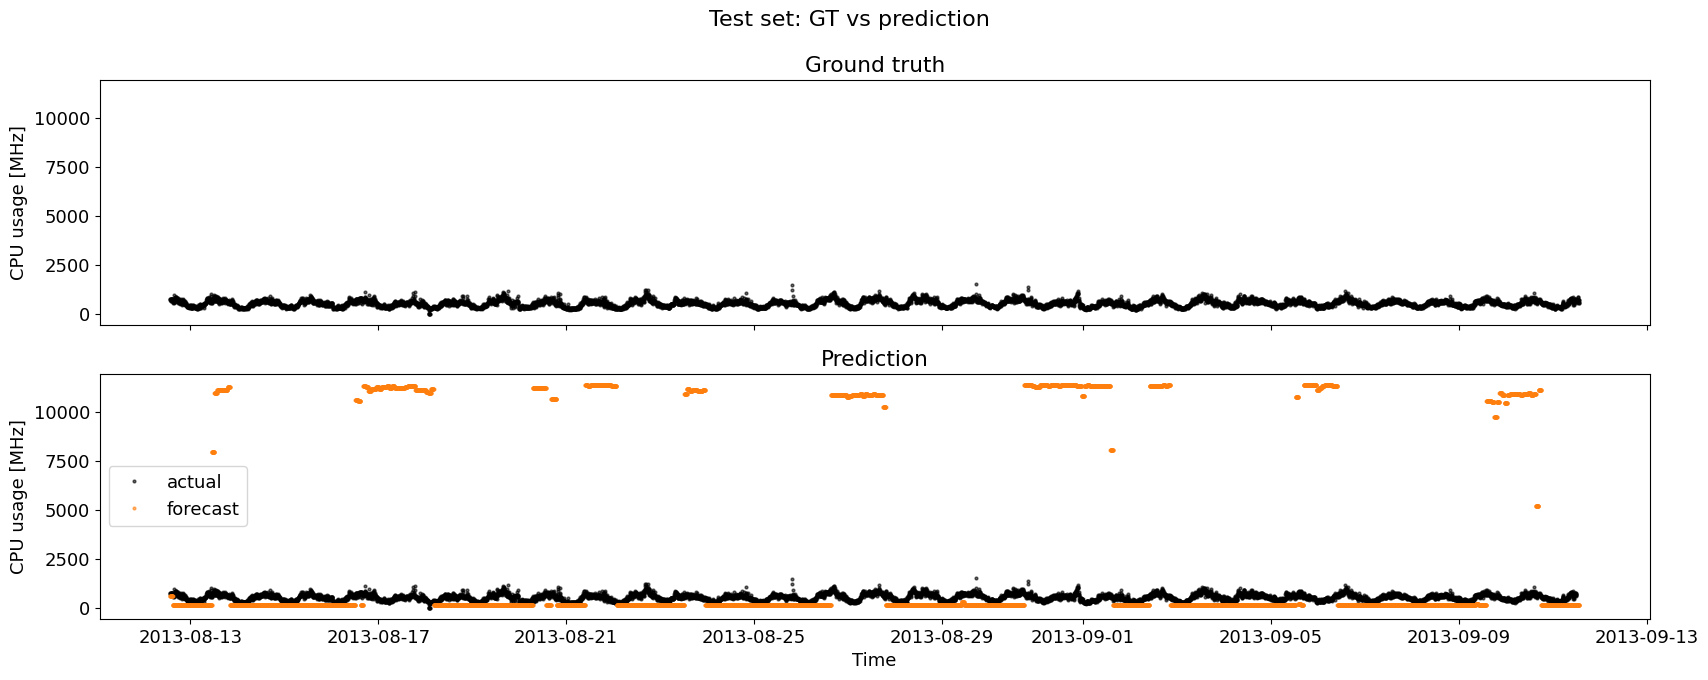 Test set: GT vs prediction
Ground truth
CPU usage [MHz]
10000
7500
5000
2500
0
Prediction
CPU usage [MHz]
10000
7500
5000
2500
0
actual
forecast
2013-08-13 2013-08-17 2013-08-21 2013-08-25 2013-08-29 2013-09-01 2013-09-05 2013-09-09 2013-09-13
Time